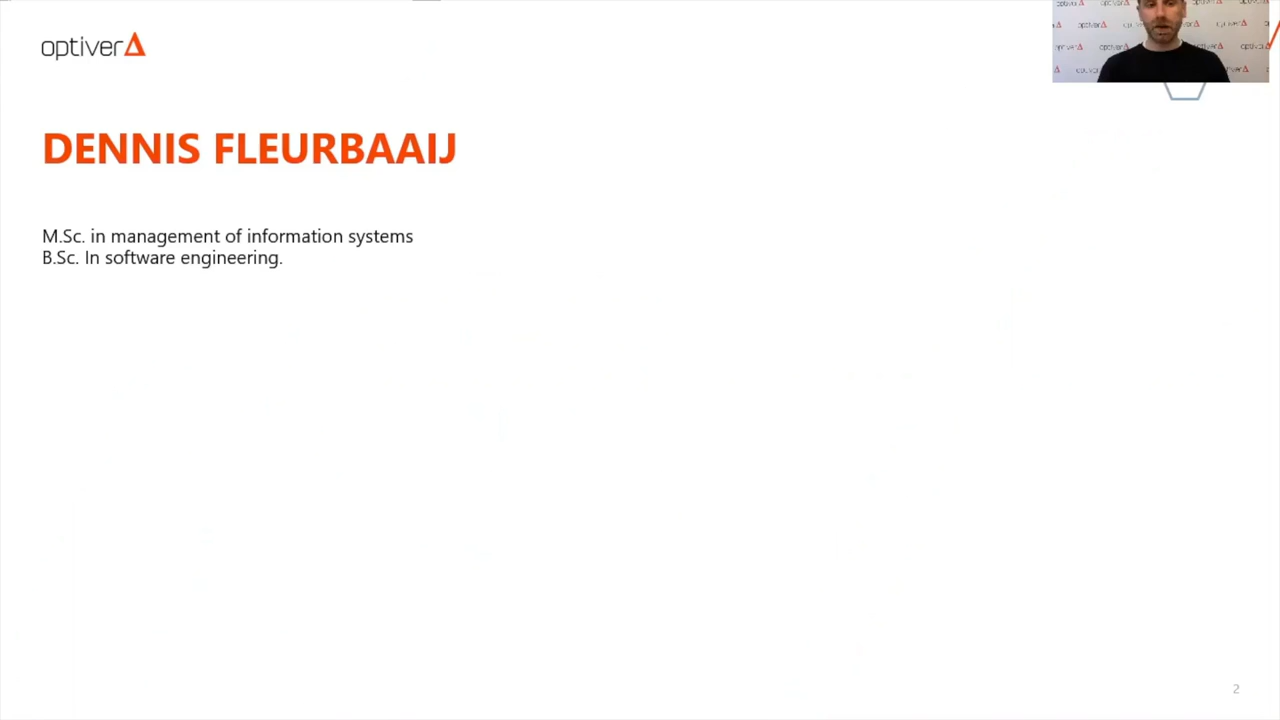 optiver
DENNIS FLEURBAAIJ
M.Sc. in management of information systems
B.Sc. In software engineering.
2